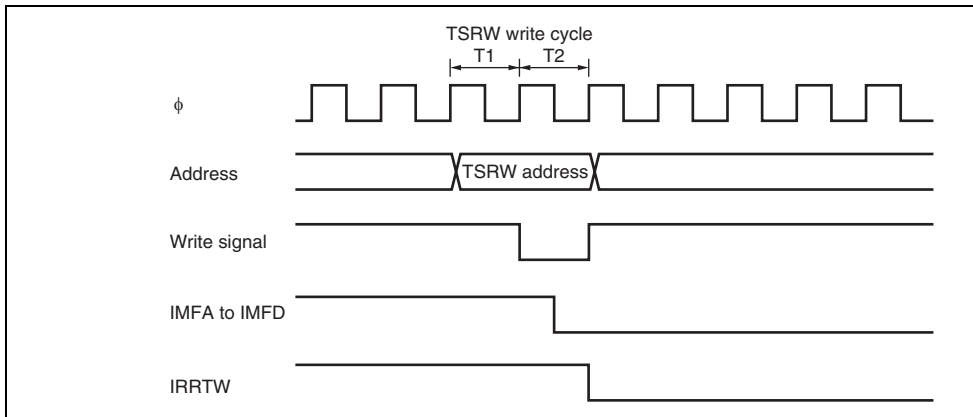 TSRW write cycle
T1 T2
ϕ
Address
TSRW address
Write signal
IMFA to IMFD
IRRTW